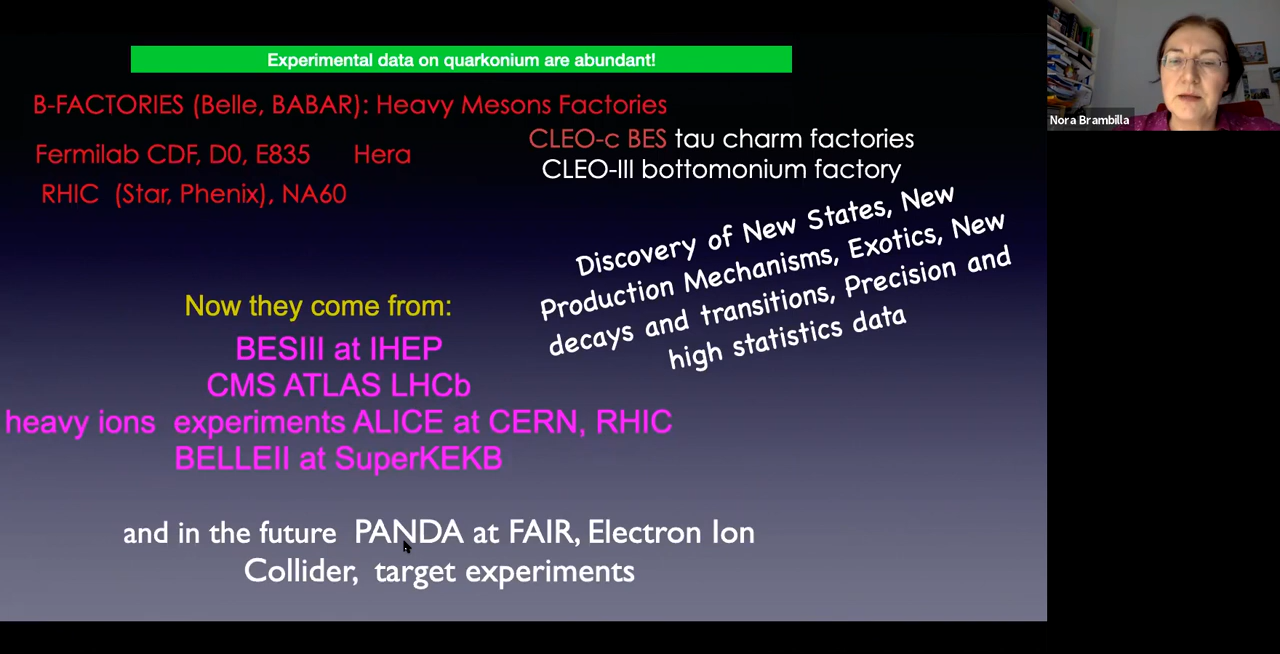 Experimental data on quarkonium are abundant!
B-FACTORIES (Belle, BABAR): Heavy Mesons Factories
CLEO-c BES tau charm factories
Fermilab CDF, D0, E835 Hera
CLEO-III bottomonium factory
RHIC (Star, Phenix), NA60
Discovery of New States, New
Production Mechanisms, Exotics, New
decays and transitions, Precision and
high statistics data
Now they come from:
BESIII at IHEP
CMS ATLAS LHCb
heavy ions experiments ALICE at CERN, RHIC
BELLEII at SuperKEKB
and in the future PANDA at FAIR, Electron Ion
Collider, target experiments
Nora Brambilla